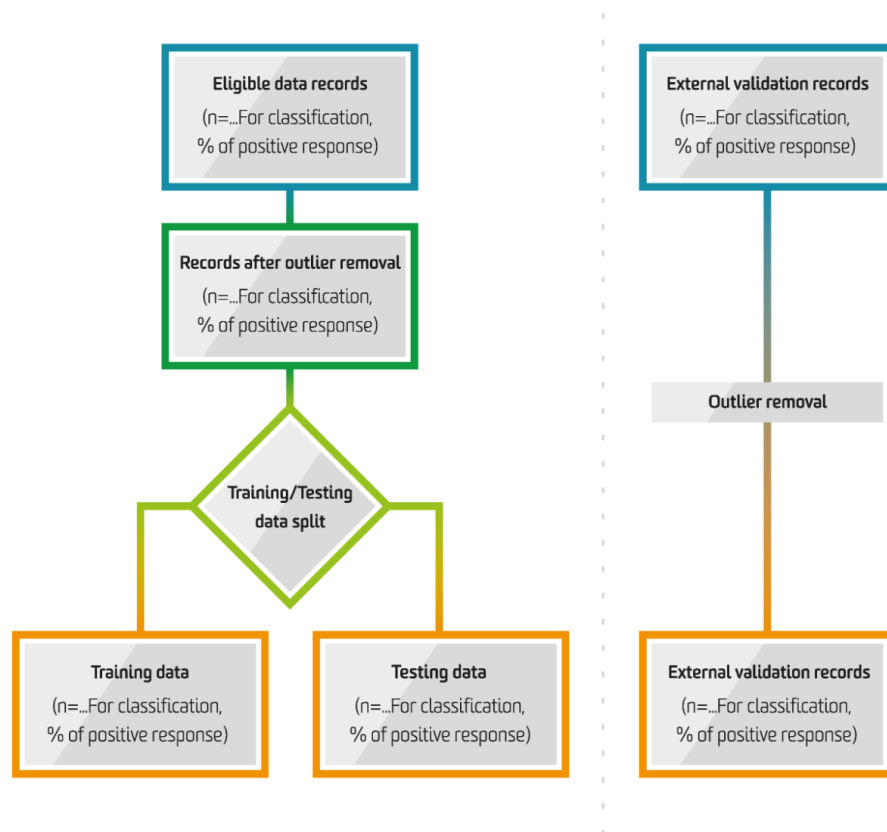 Eligible data records
(n=...For classification,
% of positive response)
Records after outlier removal
(n=...For classification,
% of positive response)
Training/Testing
data split
Training data
(n=...For classification,
% of positive response)
Testing data
(n=...For classification,
% of positive response)
External validation records
(n=...For classification,
% of positive response)
Outlier removal
External validation records
(n=...For classification,
% of positive response)